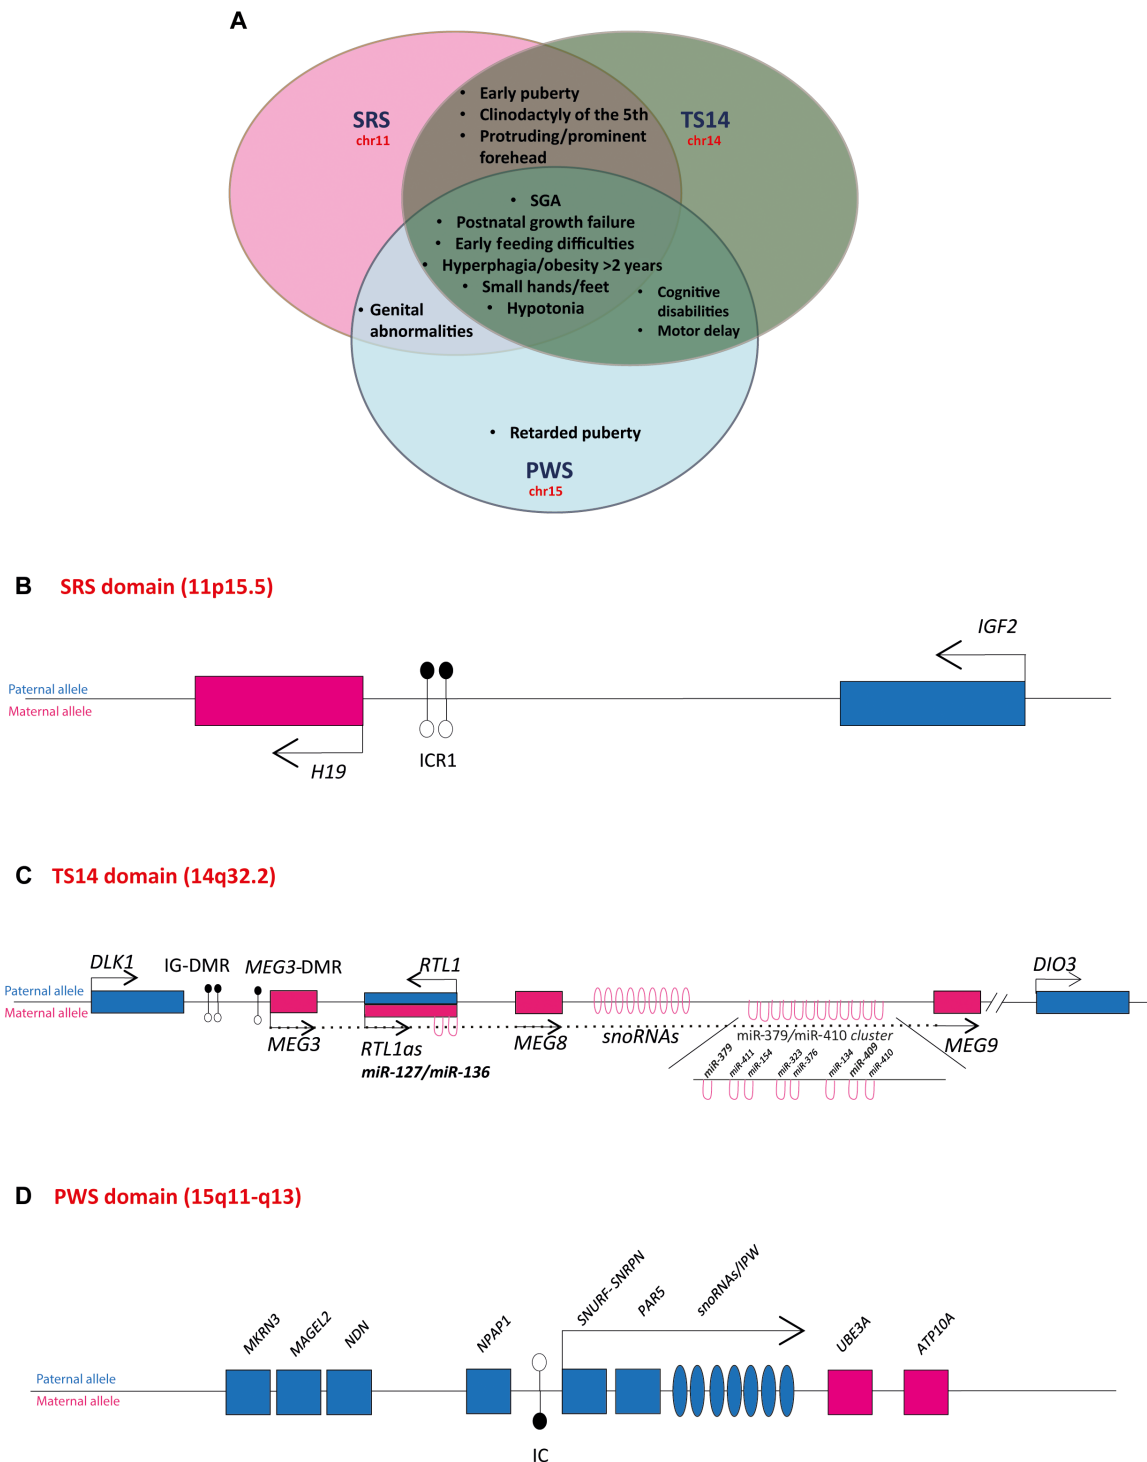 A
SRS
chr11
TS14
chr14
• Early puberty
• Clinodactyly of the 5th
• Protruding/prominent
forehead
• SGA
• Postnatal growth failure
• Early feeding difficulties
• Hyperphagia/obesity >2 years
• Small hands/feet
• Hypotonia
• Genital
abnormalities
• Cognitive
disabilities
• Motor delay
• Retarded puberty
PWS
chr15
B SRS domain (11p15.5)
IGF2
Paternal allele
Maternal allele
H19
ICR1
C TS14 domain (14q32.2)
DLK1
IG-DMR
MEG3-DMR
RTL1
DIO3
Paternal allele
Maternal allele
MEG3
RTL1as
miR-127/miR-136
MEG8
snoRNAs
miR-379/miR-410 cluster
MEG9
miR-379
miR-411
miR-154
miR-323
miR-376
miR-134
miR-409
miR-410
D PWS domain (15q11-q13)
MKRN3
MAGEL2
NDN
NPAP1
SNURF-SNRPN
PAR5
snoRNAs/IPW
UBE3A
ATP10A
Paternal allele
Maternal allele
IC